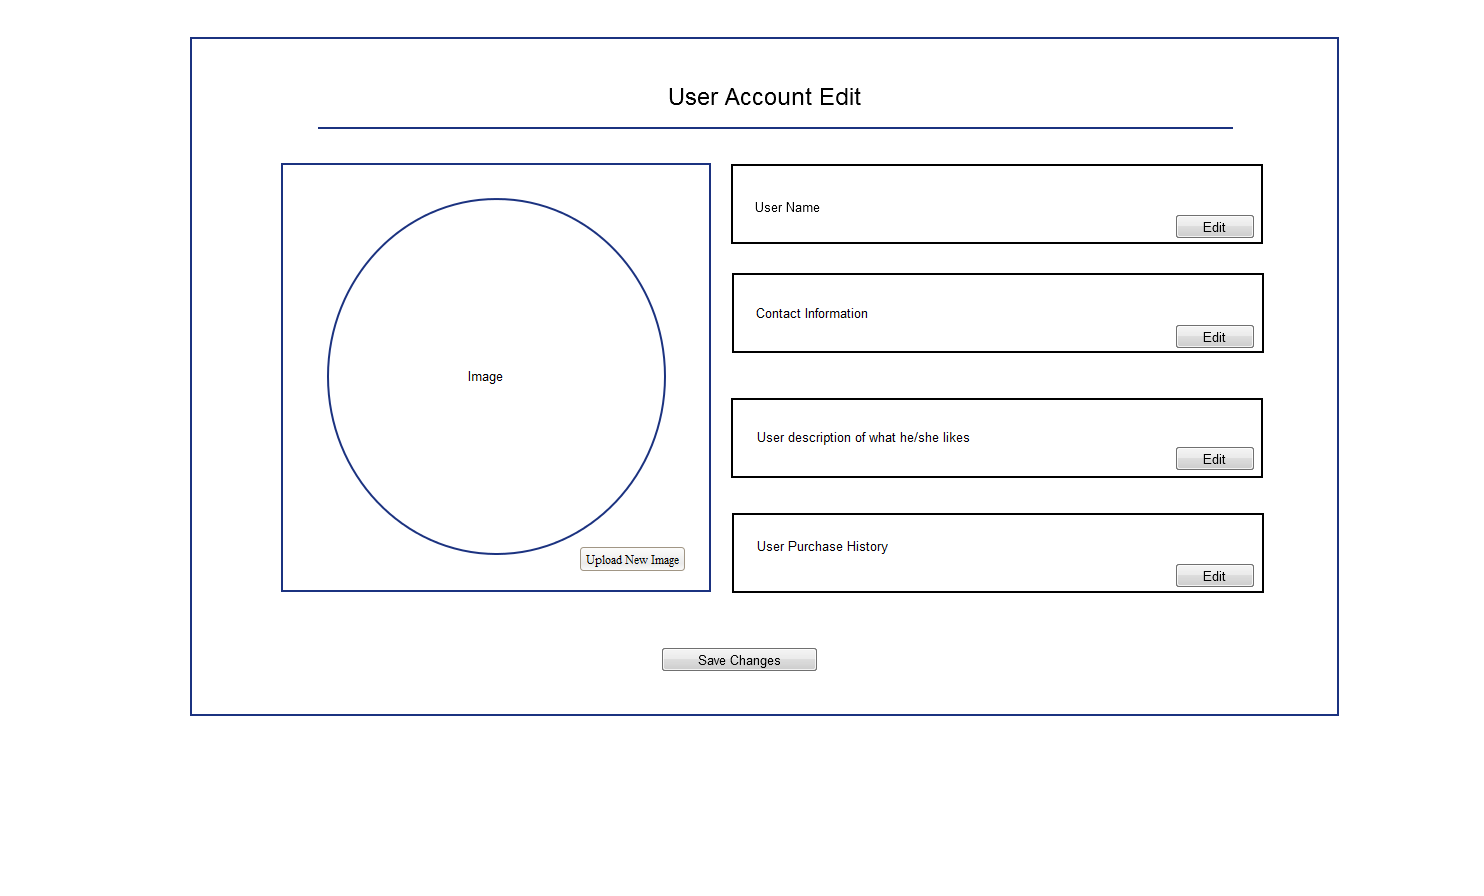 User Account Edit
Image
Upload New Image
User Name
Edit
Contact Information
Edit
User description of what he/she likes
Edit
User Purchase History
Edit
Save Changes